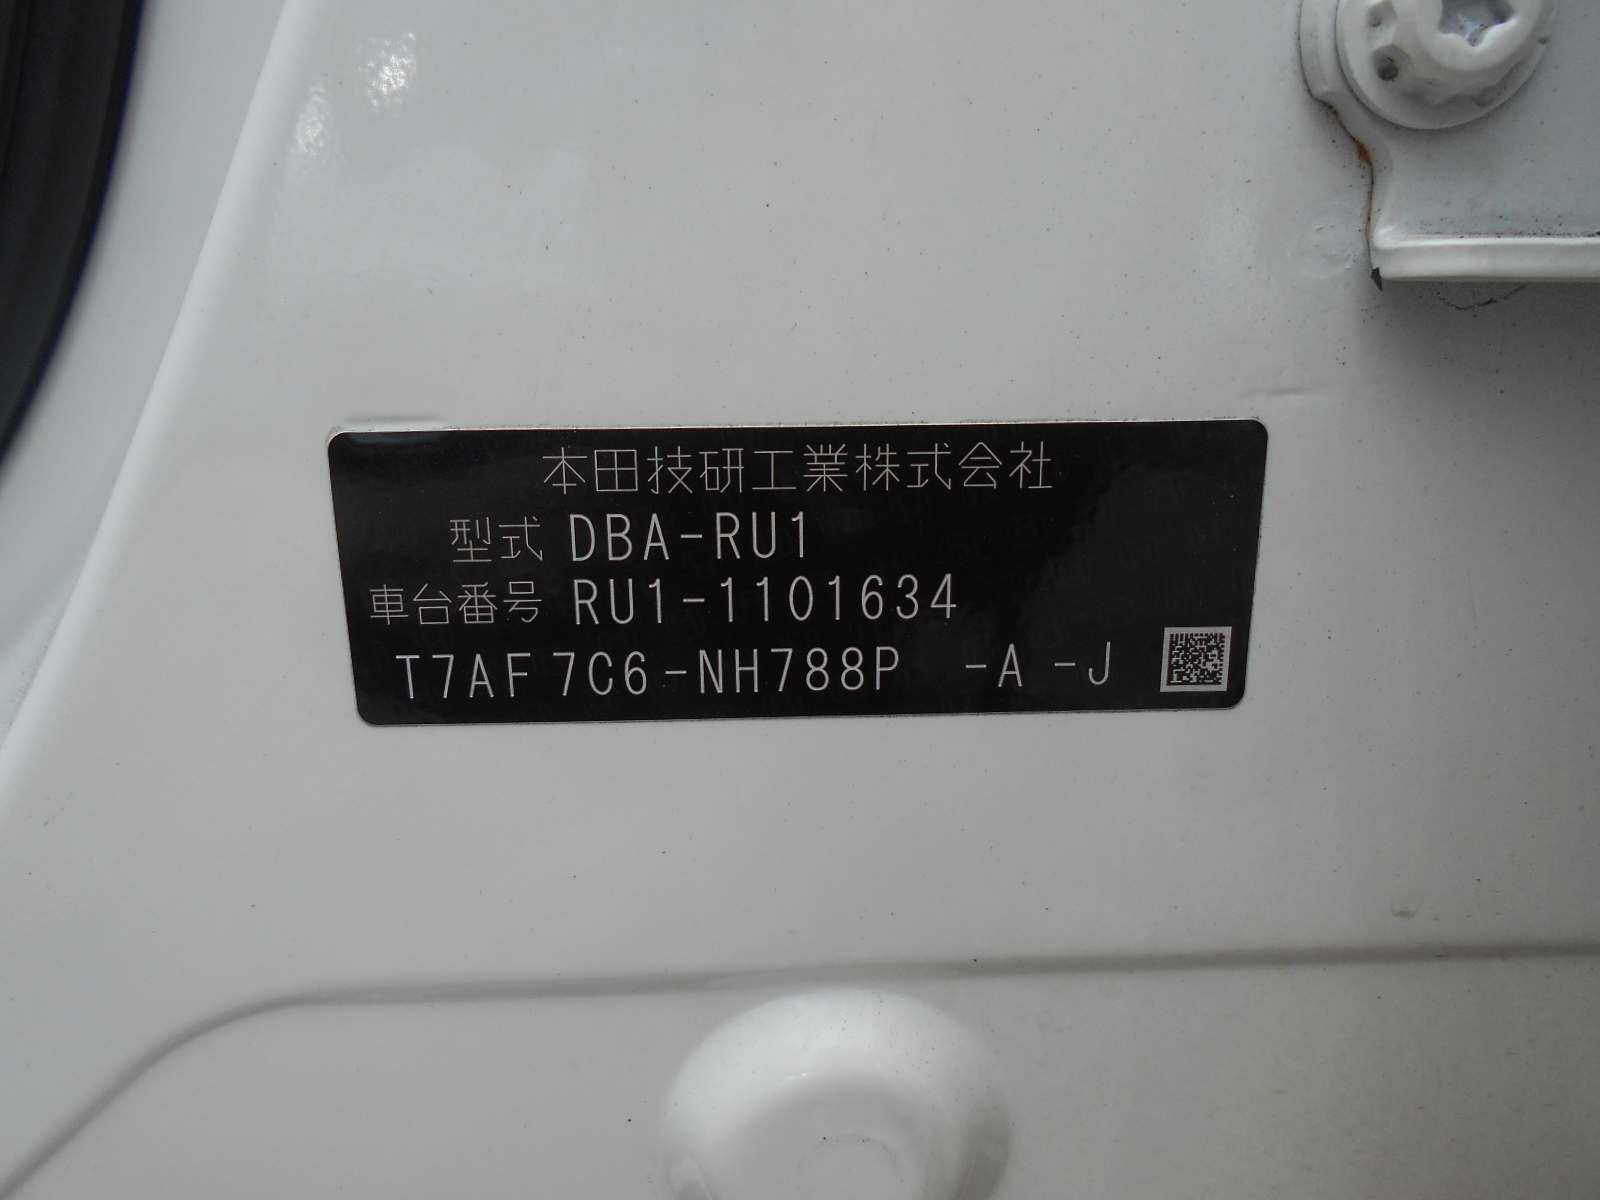 本田技研工業株式会社
型式 DBA-RU1
車台番号 RU1-1101634
T7AF 7C6-NH788P -A -J